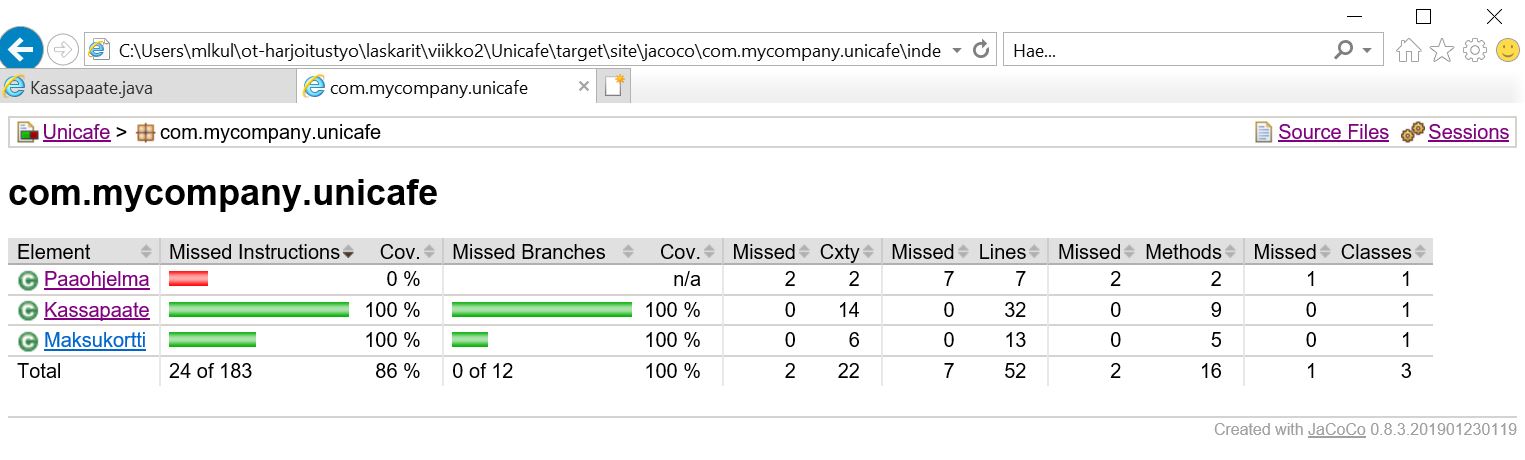 C:\Users\mlkul\ot-harjoitustyo\laskarit\viikko2\Unicafe\target\site\jacoco\com.mycompany.unicafe\inde
Hae...
Kassapaate.java
com.mycompany.unicafe
Unicafe > com.mycompany.unicafe
Source Files Sessions
com.mycompany.unicafe
Element Missed Instructions Cov. Missed Branches Cov. Missed Cxty Missed Lines Missed Methods Missed Classes
Paaohjelma 0 % n/a 2 2 7 7 2 2 1 1
Kassapaate 100 % 100 % 0 14 0 32 0 9 0 1
Maksukortti 100 % 100 % 0 6 0 13 0 5 0 1
Total 24 of 183 86 % 0 of 12 100 % 2 22 7 52 2 16 1 3
Created with JaCoCo 0.8.3.201901230119